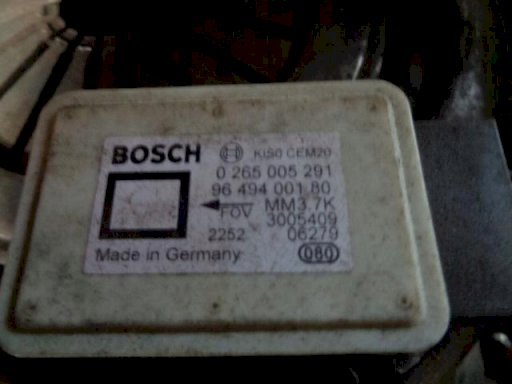 BOSCH KiS0 CEM20
0 265 005 291
96 494 001 80
MM3.7K
FOV 3005409
2252 06279
Made in Germany 080